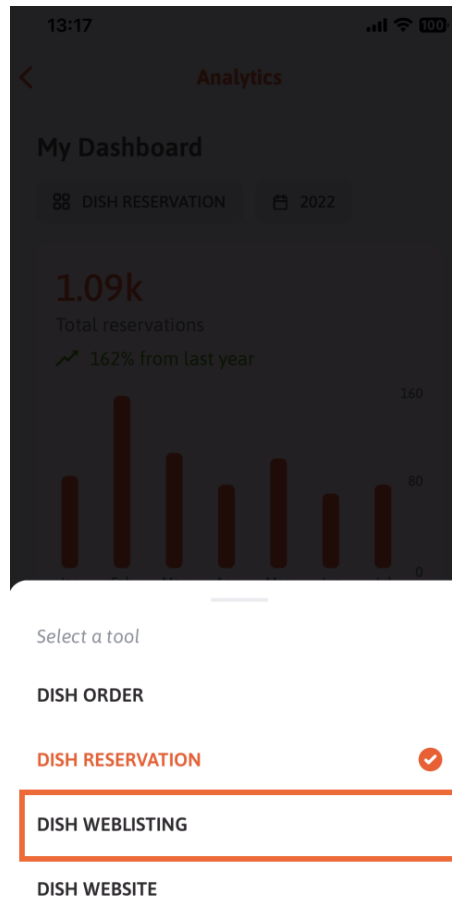 13:17
100
Analytics
My Dashboard
DISH RESERVATION
2022
1.09k
Total reservations
162% from last year
160
80
0
Select a tool
DISH ORDER
DISH RESERVATION
DISH WEBLISTING
DISH WEBSITE